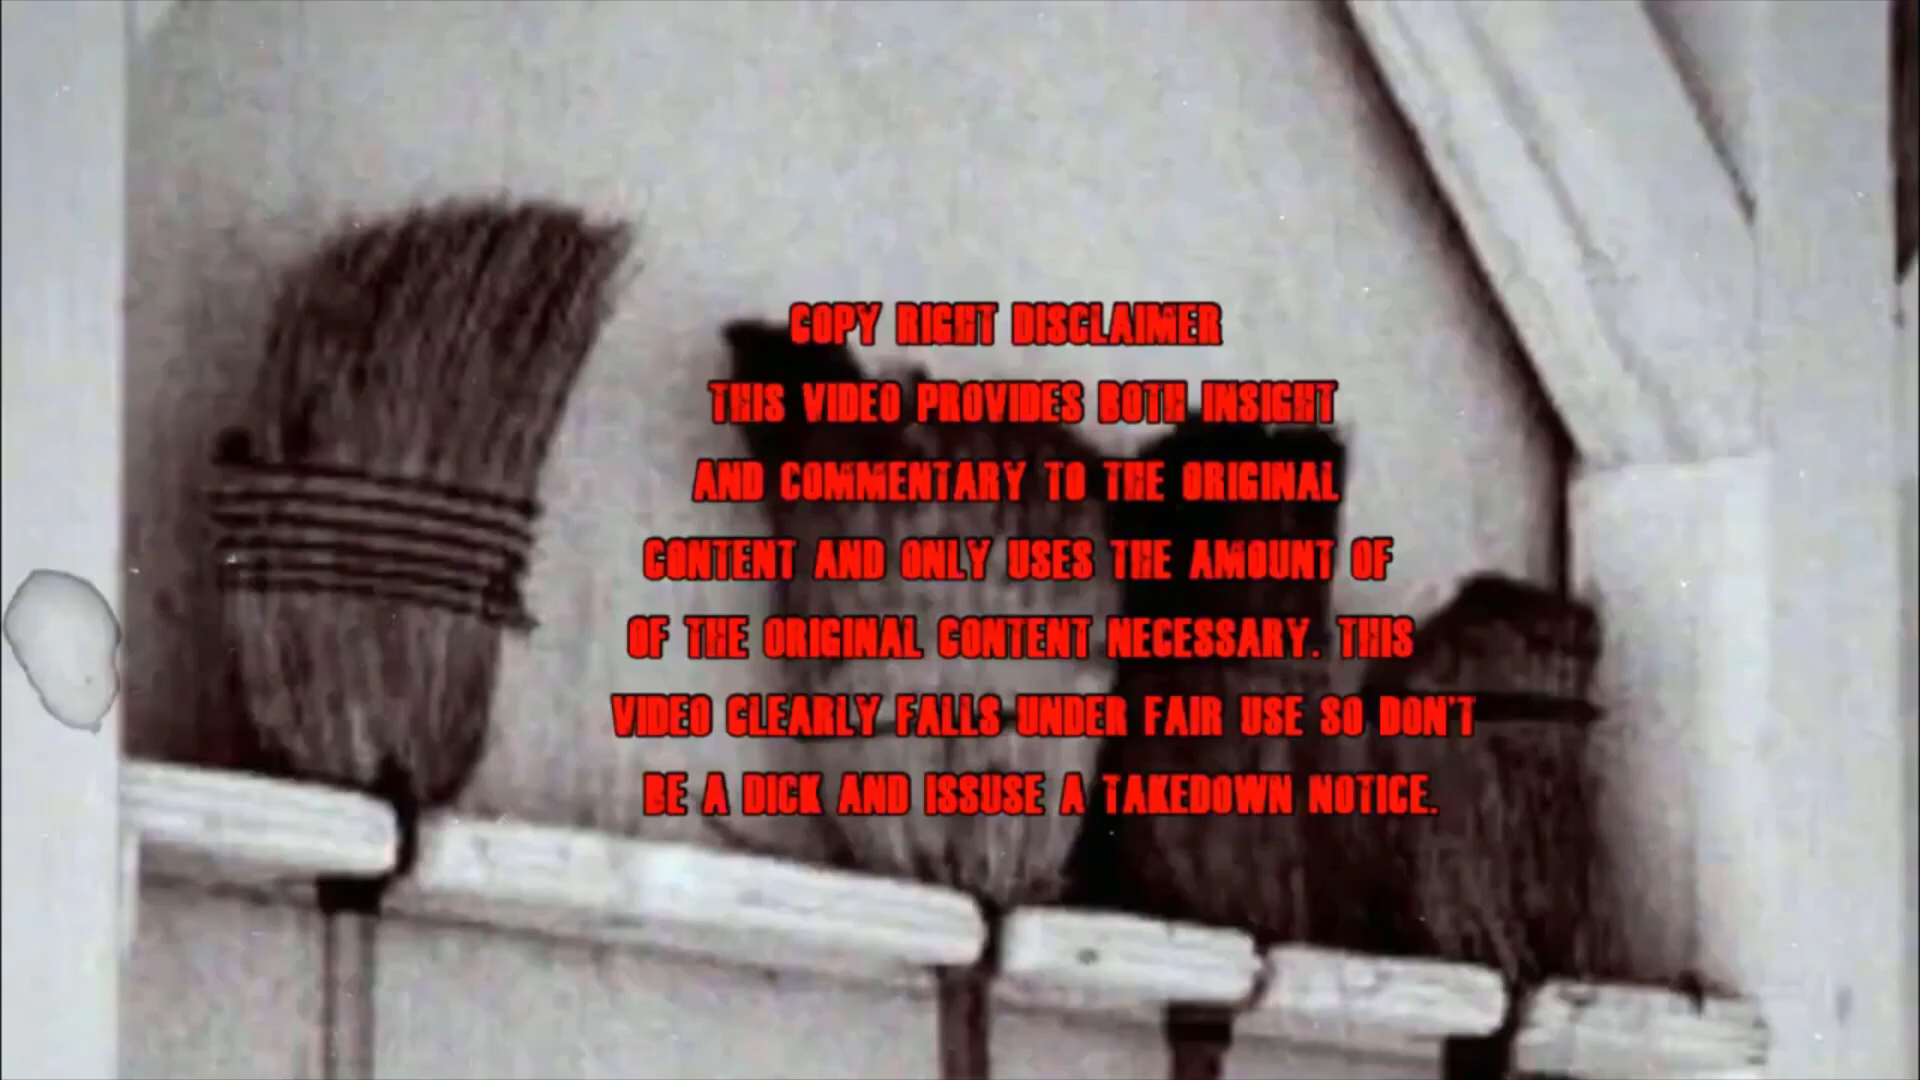 COPY RIGHT DISCLAIMER
THIS VIDEO PROVIDES BOTH INSIGHT
AND COMMENTARY TO THE ORIGINAL
CONTENT AND ONLY USES THE AMOUNT OF
OF THE ORIGINAL CONTENT NECESSARY. THIS
VIDEO CLEARLY FALLS UNDER FAIR USE SO DON'T
BE A DICK AND ISSUSE A TAKEDOWN NOTICE.